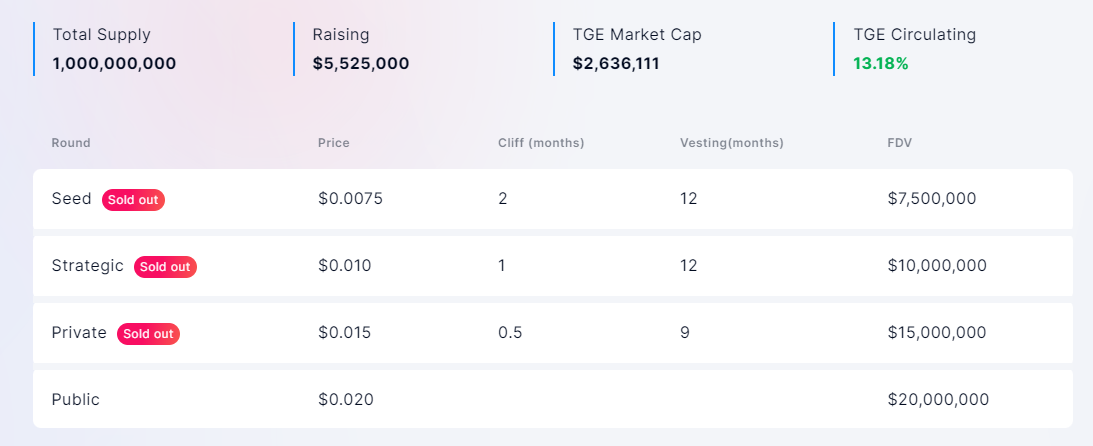 Total Supply Raising TGE Market Cap TGE Circulating
1,000,000,000 $5,525,000 $2,636,111 13.18%
Round Price Cliff (months) Vesting(months) FDV
Seed Sold out $0.0075 2 12 $7,500,000
Strategic Sold out $0.010 1 12 $10,000,000
Private Sold out $0.015 0.5 9 $15,000,000
Public $0.020 $20,000,000